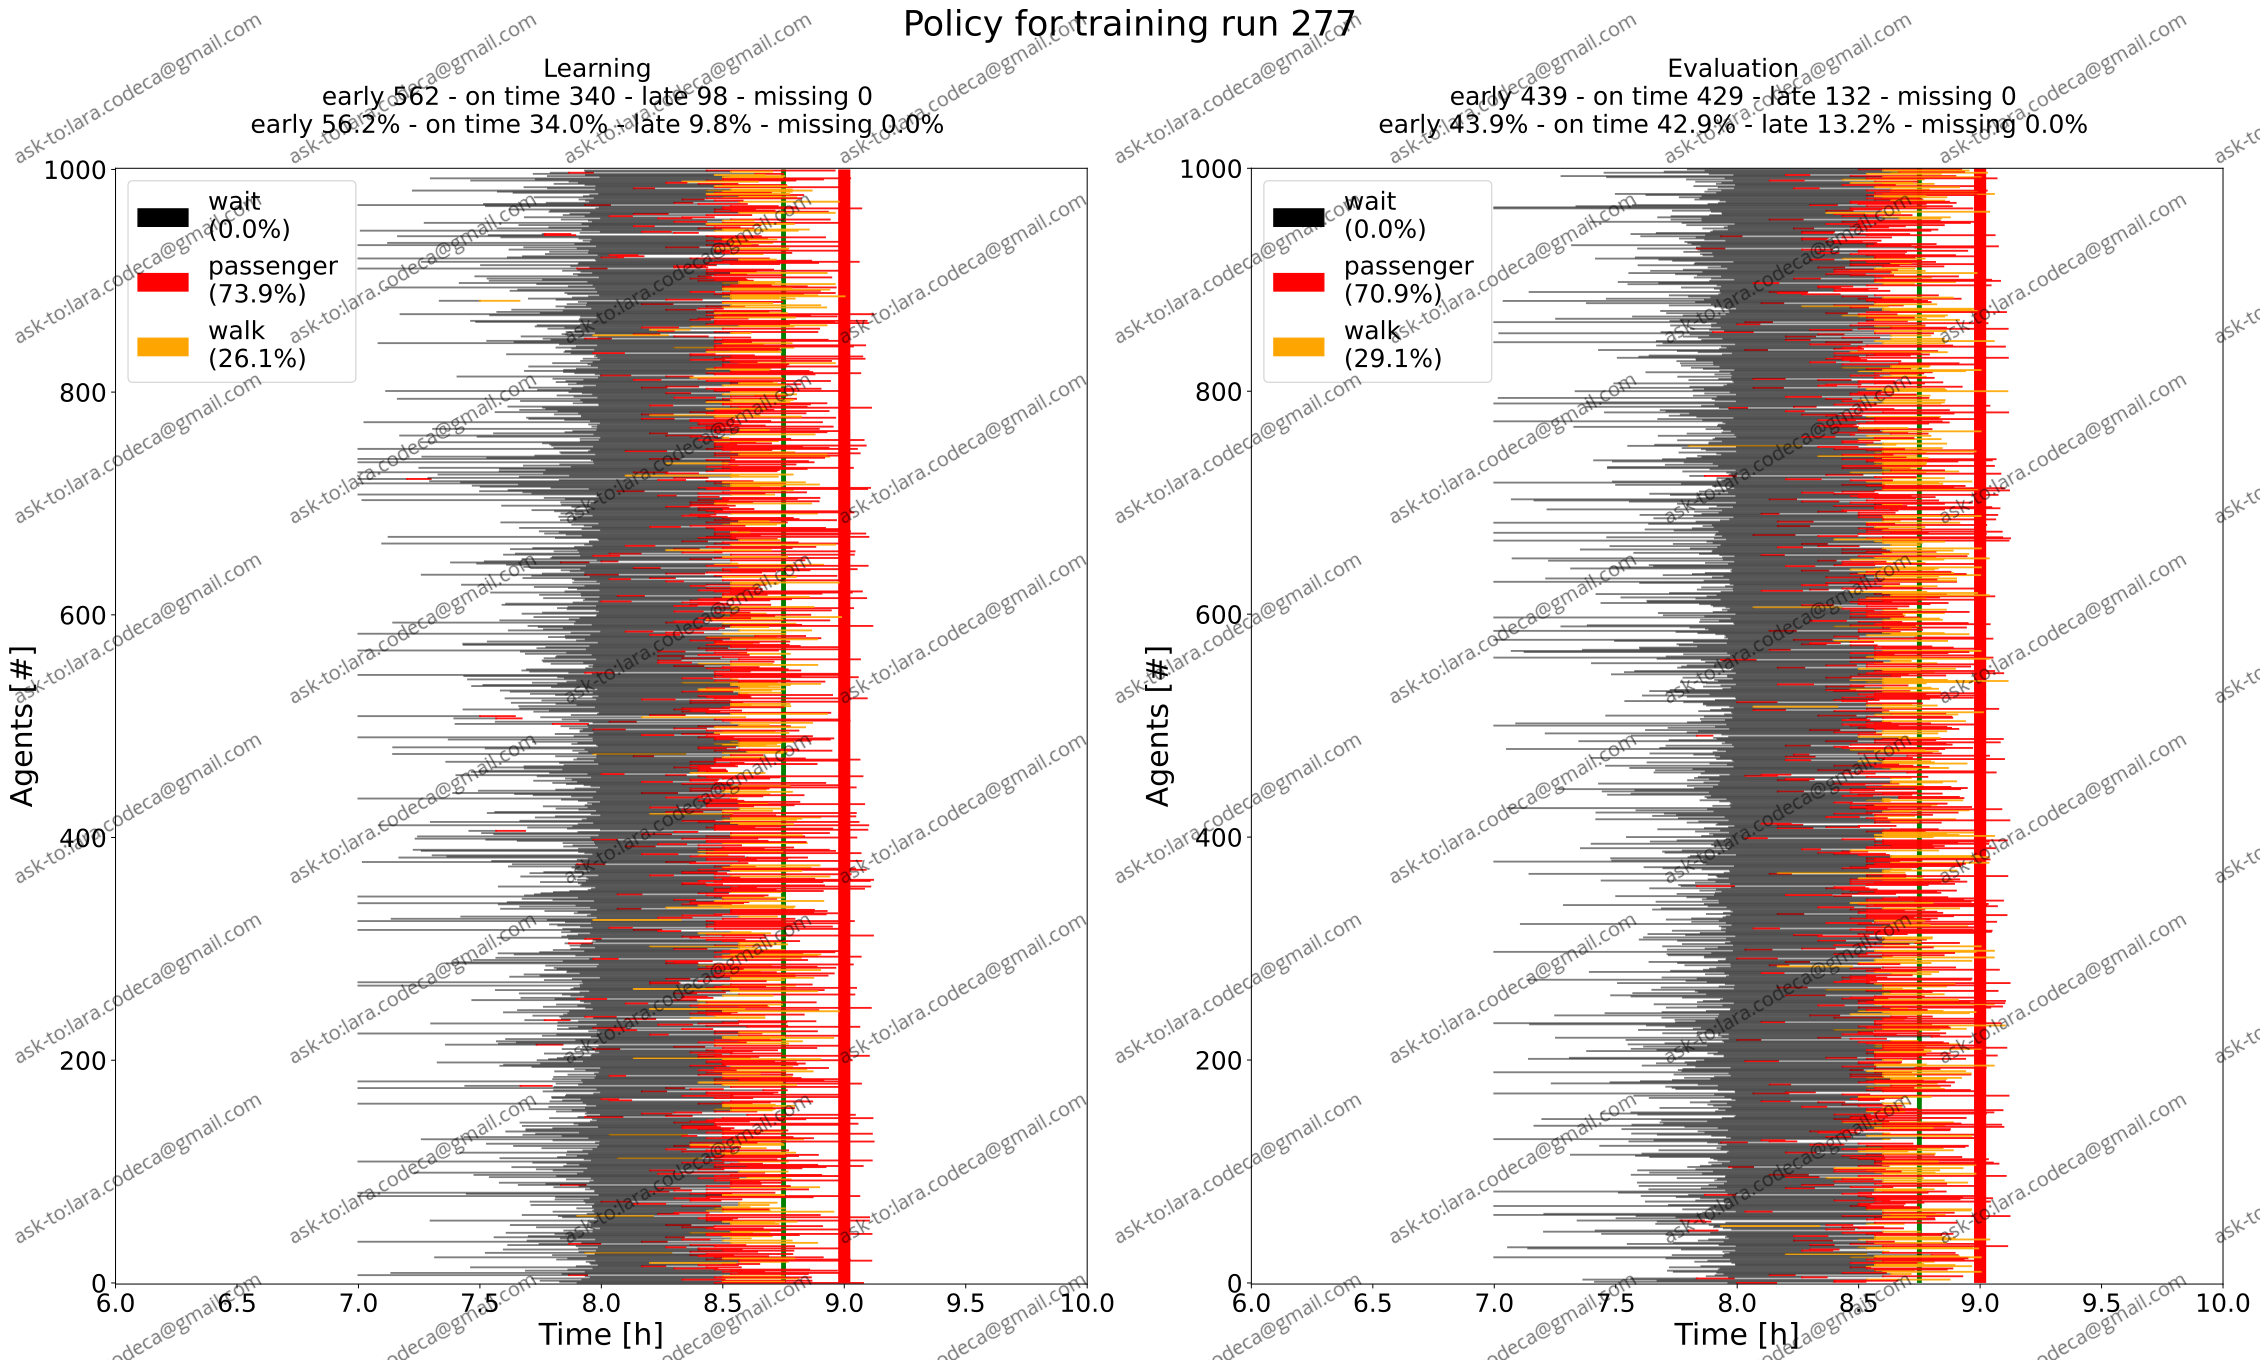 Policy for training run 277
Learning
early 562 - on time 340 - late 98 - missing 0
early 56.2% - on time 34.0% - late 9.8% - missing 0.0%
1000
800
600
400
200
0
Agents [#]
wait
(0.0%)
passenger
(73.9%)
walk
(26.1%)
6.0 6.5 7.0 7.5 8.0 8.5 9.0 9.5 10.0
Time [h]
Evaluation
early 439 - on time 429 - late 132 - missing 0
early 43.9% - on time 42.9% - late 13.2% - missing 0.0%
1000
800
600
400
200
0
Agents [#]
wait
(0.0%)
passenger
(70.9%)
walk
(29.1%)
6.0 6.5 7.0 7.5 8.0 8.5 9.0 9.5 10.0
Time [h]
ask-to:lara.codeca@gmail.com